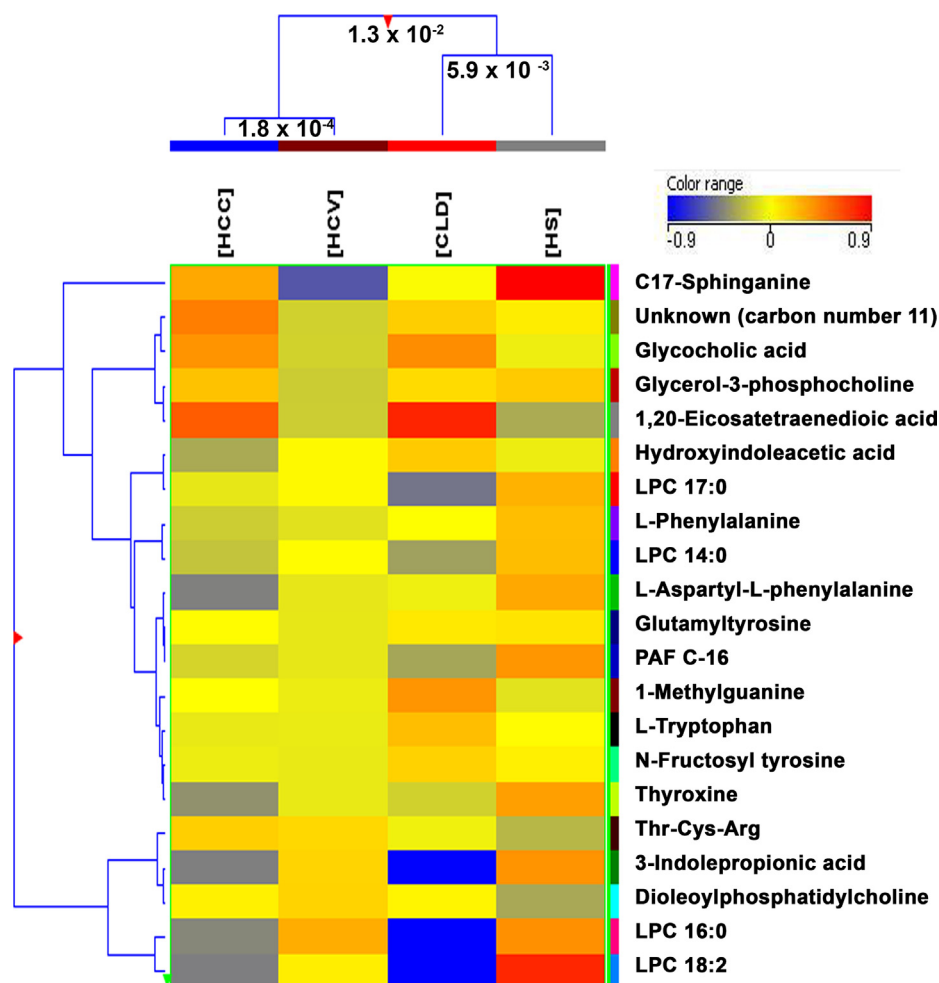 1.3 x 10-2
5.9 x 10 -3
1.8 x 10-4
Color range
-0.9 0 0.9
[HCC] [HCV] [CLD] [HS]
C17-Sphinganine
Unknown (carbon number 11)
Glycocholic acid
Glycerol-3-phosphocholine
1,20-Eicosatetraenedioic acid
Hydroxyindoleacetic acid
LPC 17:0
L-Phenylalanine
LPC 14:0
L-Aspartyl-L-phenylalanine
Glutamyltyrosine
PAF C-16
1-Methylguanine
L-Tryptophan
N-Fructosyl tyrosine
Thyroxine
Thr-Cys-Arg
3-Indolepropionic acid
Dioleoylphosphatidylcholine
LPC 16:0
LPC 18:2